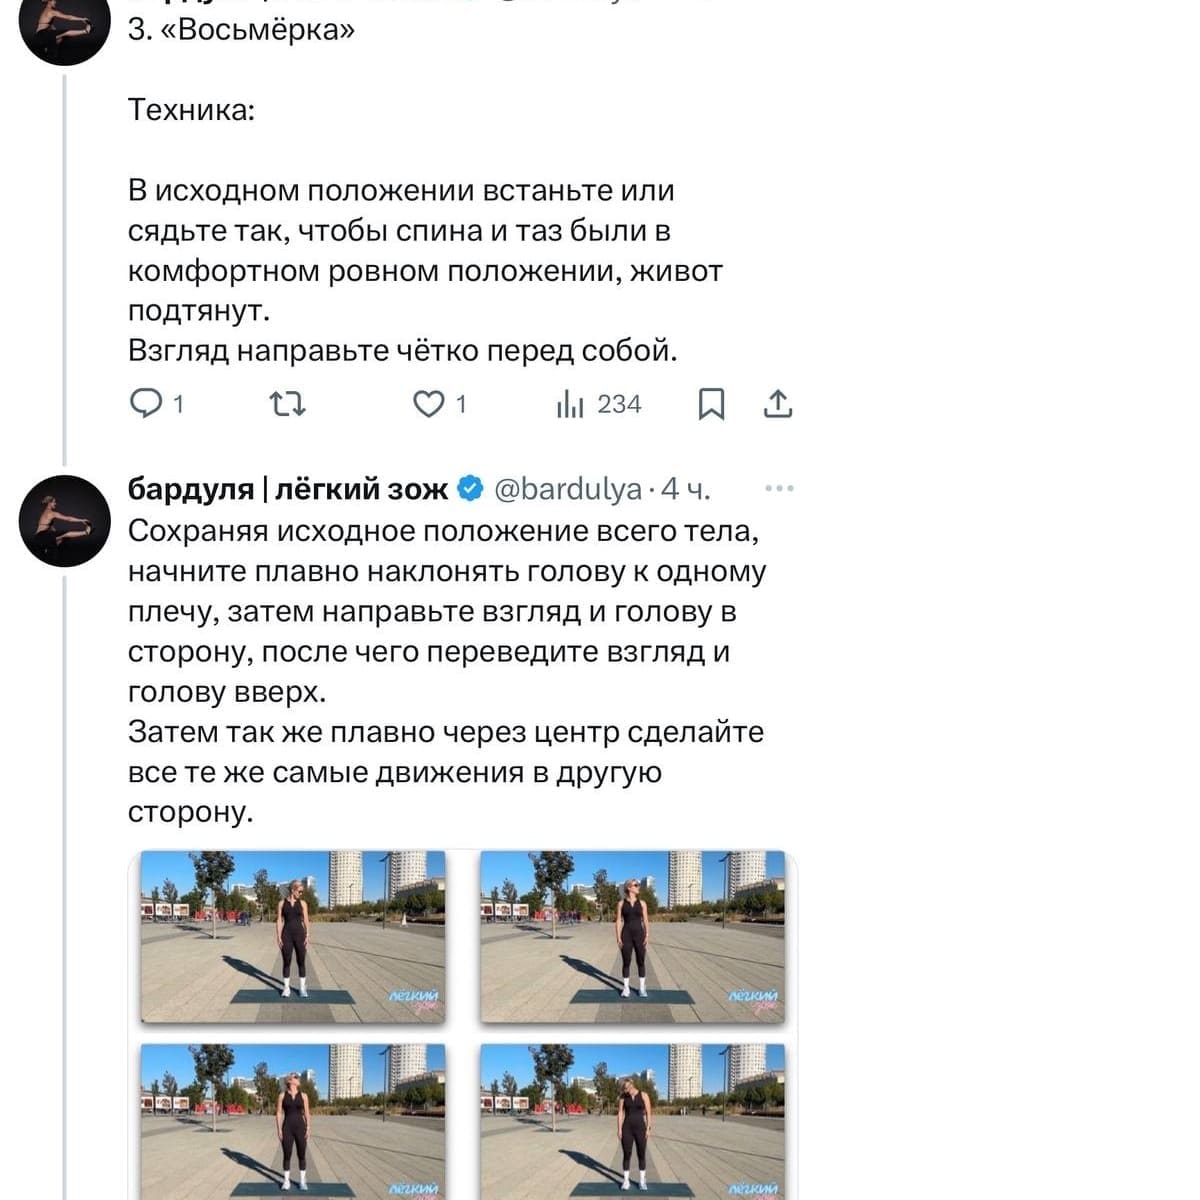 3. «Восьмёрка»
Техника:
В исходном положении встаньте или
сядьте так, чтобы спина и таз были в
комфортном ровном положении, живот
подтянут.
Взгляд направьте чётко перед собой.
1 1 234
бардуля | лёгкий зож @bardulya · 4 ч.
Сохраняя исходное положение всего тела,
начните плавно наклонять голову к одному
плечу, затем направьте взгляд и голову в
сторону, после чего переведите взгляд и
голову вверх.
Затем так же плавно через центр сделайте
все те же самые движения в другую
сторону.
лёгкий
зож
лёгкий
зож
лёгкий
лёгкий